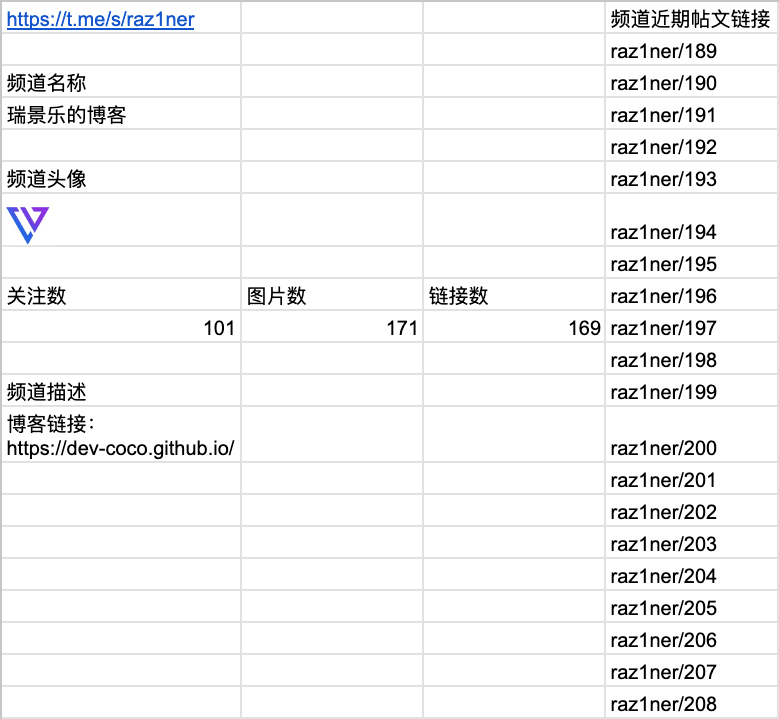 https://t.me/s/raz1ner
频道近期帖文链接
raz1ner/189
频道名称
raz1ner/190
瑞景乐的博客
raz1ner/191
raz1ner/192
频道头像
raz1ner/193
raz1ner/194
raz1ner/195
关注数
图片数
链接数
raz1ner/196
101
171
169
raz1ner/197
raz1ner/198
频道描述
raz1ner/199
博客链接：
https://dev-coco.github.io/
raz1ner/200
raz1ner/201
raz1ner/202
raz1ner/203
raz1ner/204
raz1ner/205
raz1ner/206
raz1ner/207
raz1ner/208